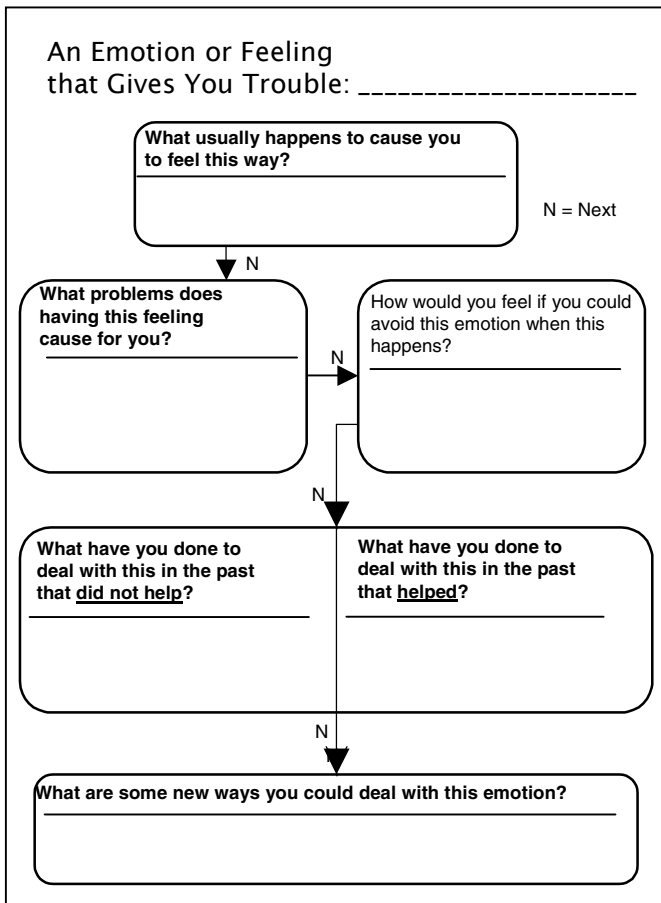 An Emotion or Feeling
that Gives You Trouble: _____________________
What usually happens to cause you
to feel this way?
N = Next
N
What problems does
having this feeling
cause for you?
N
How would you feel if you could
avoid this emotion when this
happens?
N
What have you done to
deal with this in the past
that did not help?
What have you done to
deal with this in the past
that helped?
N
What are some new ways you could deal with this emotion?